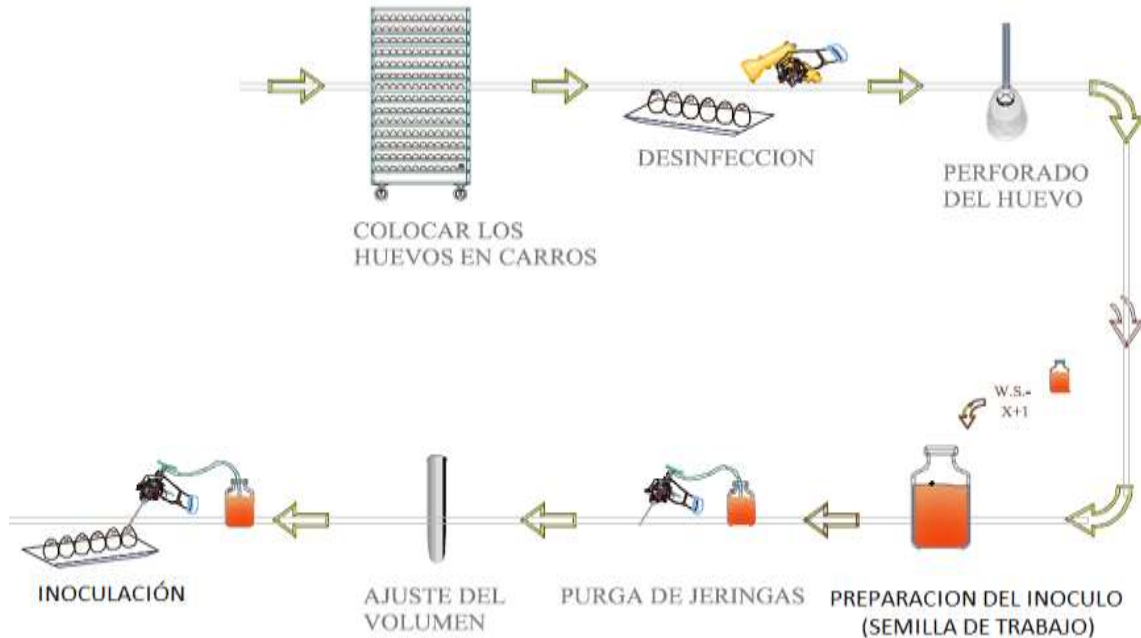 COLOCAR LOS
HUEVOS EN CARROS
DESINFECCION
PERFORADO
DEL HUEVO
W.S.-
X+1
PREPARACION DEL INOCULO
(SEMILLA DE TRABAJO)
PURGA DE JERINGAS
AJUSTE DEL
VOLUMEN
INOCULACIÓN